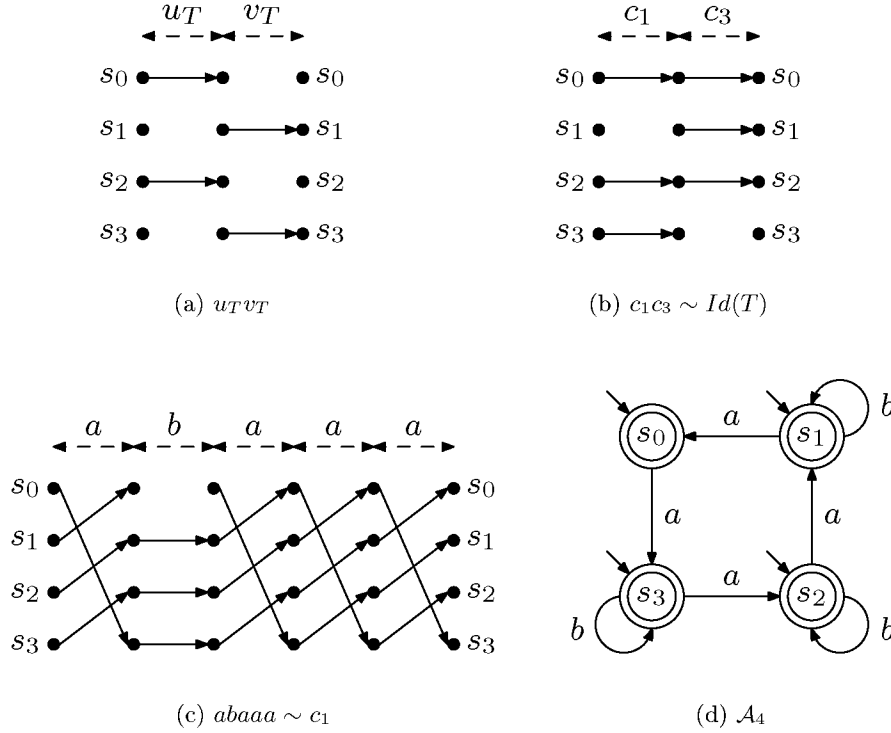 u_T v_T
s_0 s_0
s_1 s_1
s_2 s_2
s_3 s_3
(a) u_T v_T
c_1 c_3
s_0 s_0
s_1 s_1
s_2 s_2
s_3 s_3
(b) c_1c_3 ∼ Id(T)
a b a a a
s_0 s_0
s_1 s_1
s_2 s_2
s_3 s_3
(c) abaaa ∼ c_1
s_0 a s_1 b
a a
b s_3 a s_2 b
(d) 𝒜_4